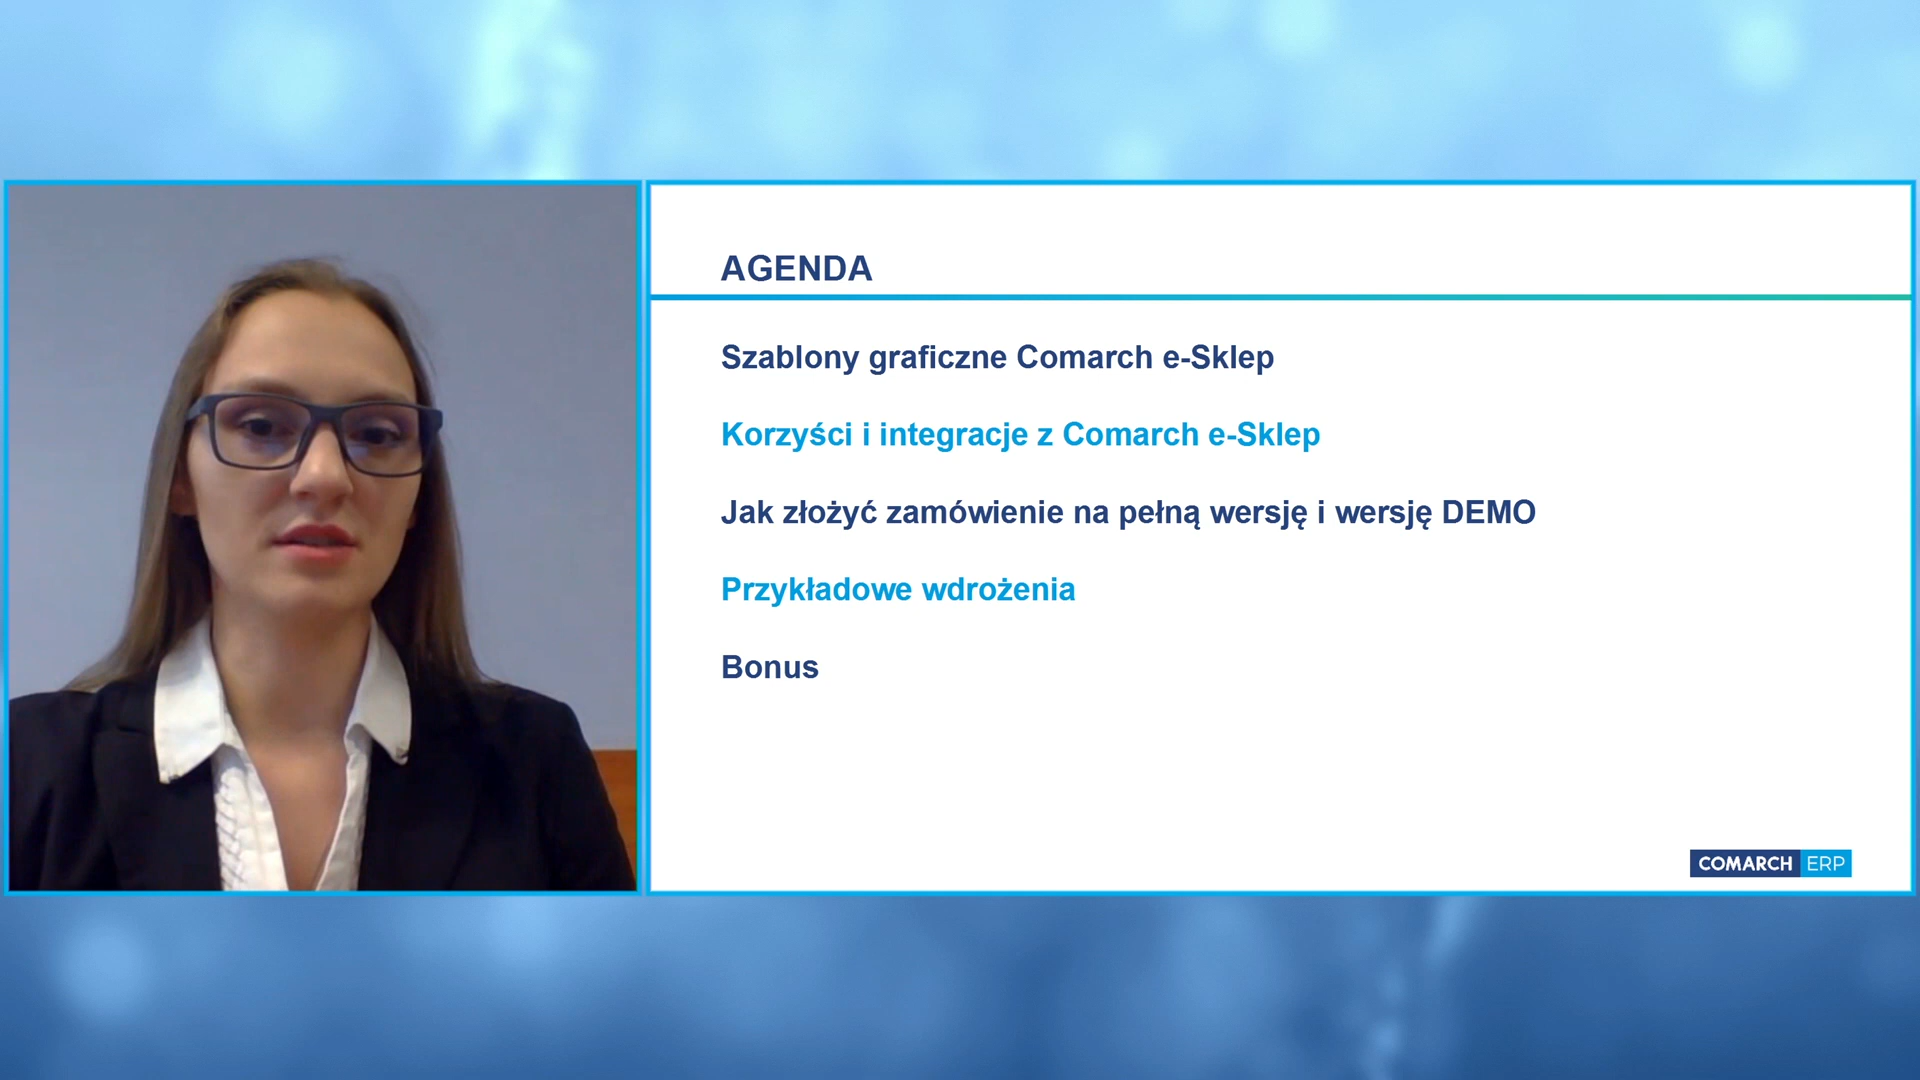 AGENDA
Szablony graficzne Comarch e-Sklep
Korzyści i integracje z Comarch e-Sklep
Jak złożyć zamówienie na pełną wersję i wersję DEMO
Przykładowe wdrożenia
Bonus
COMARCH ERP